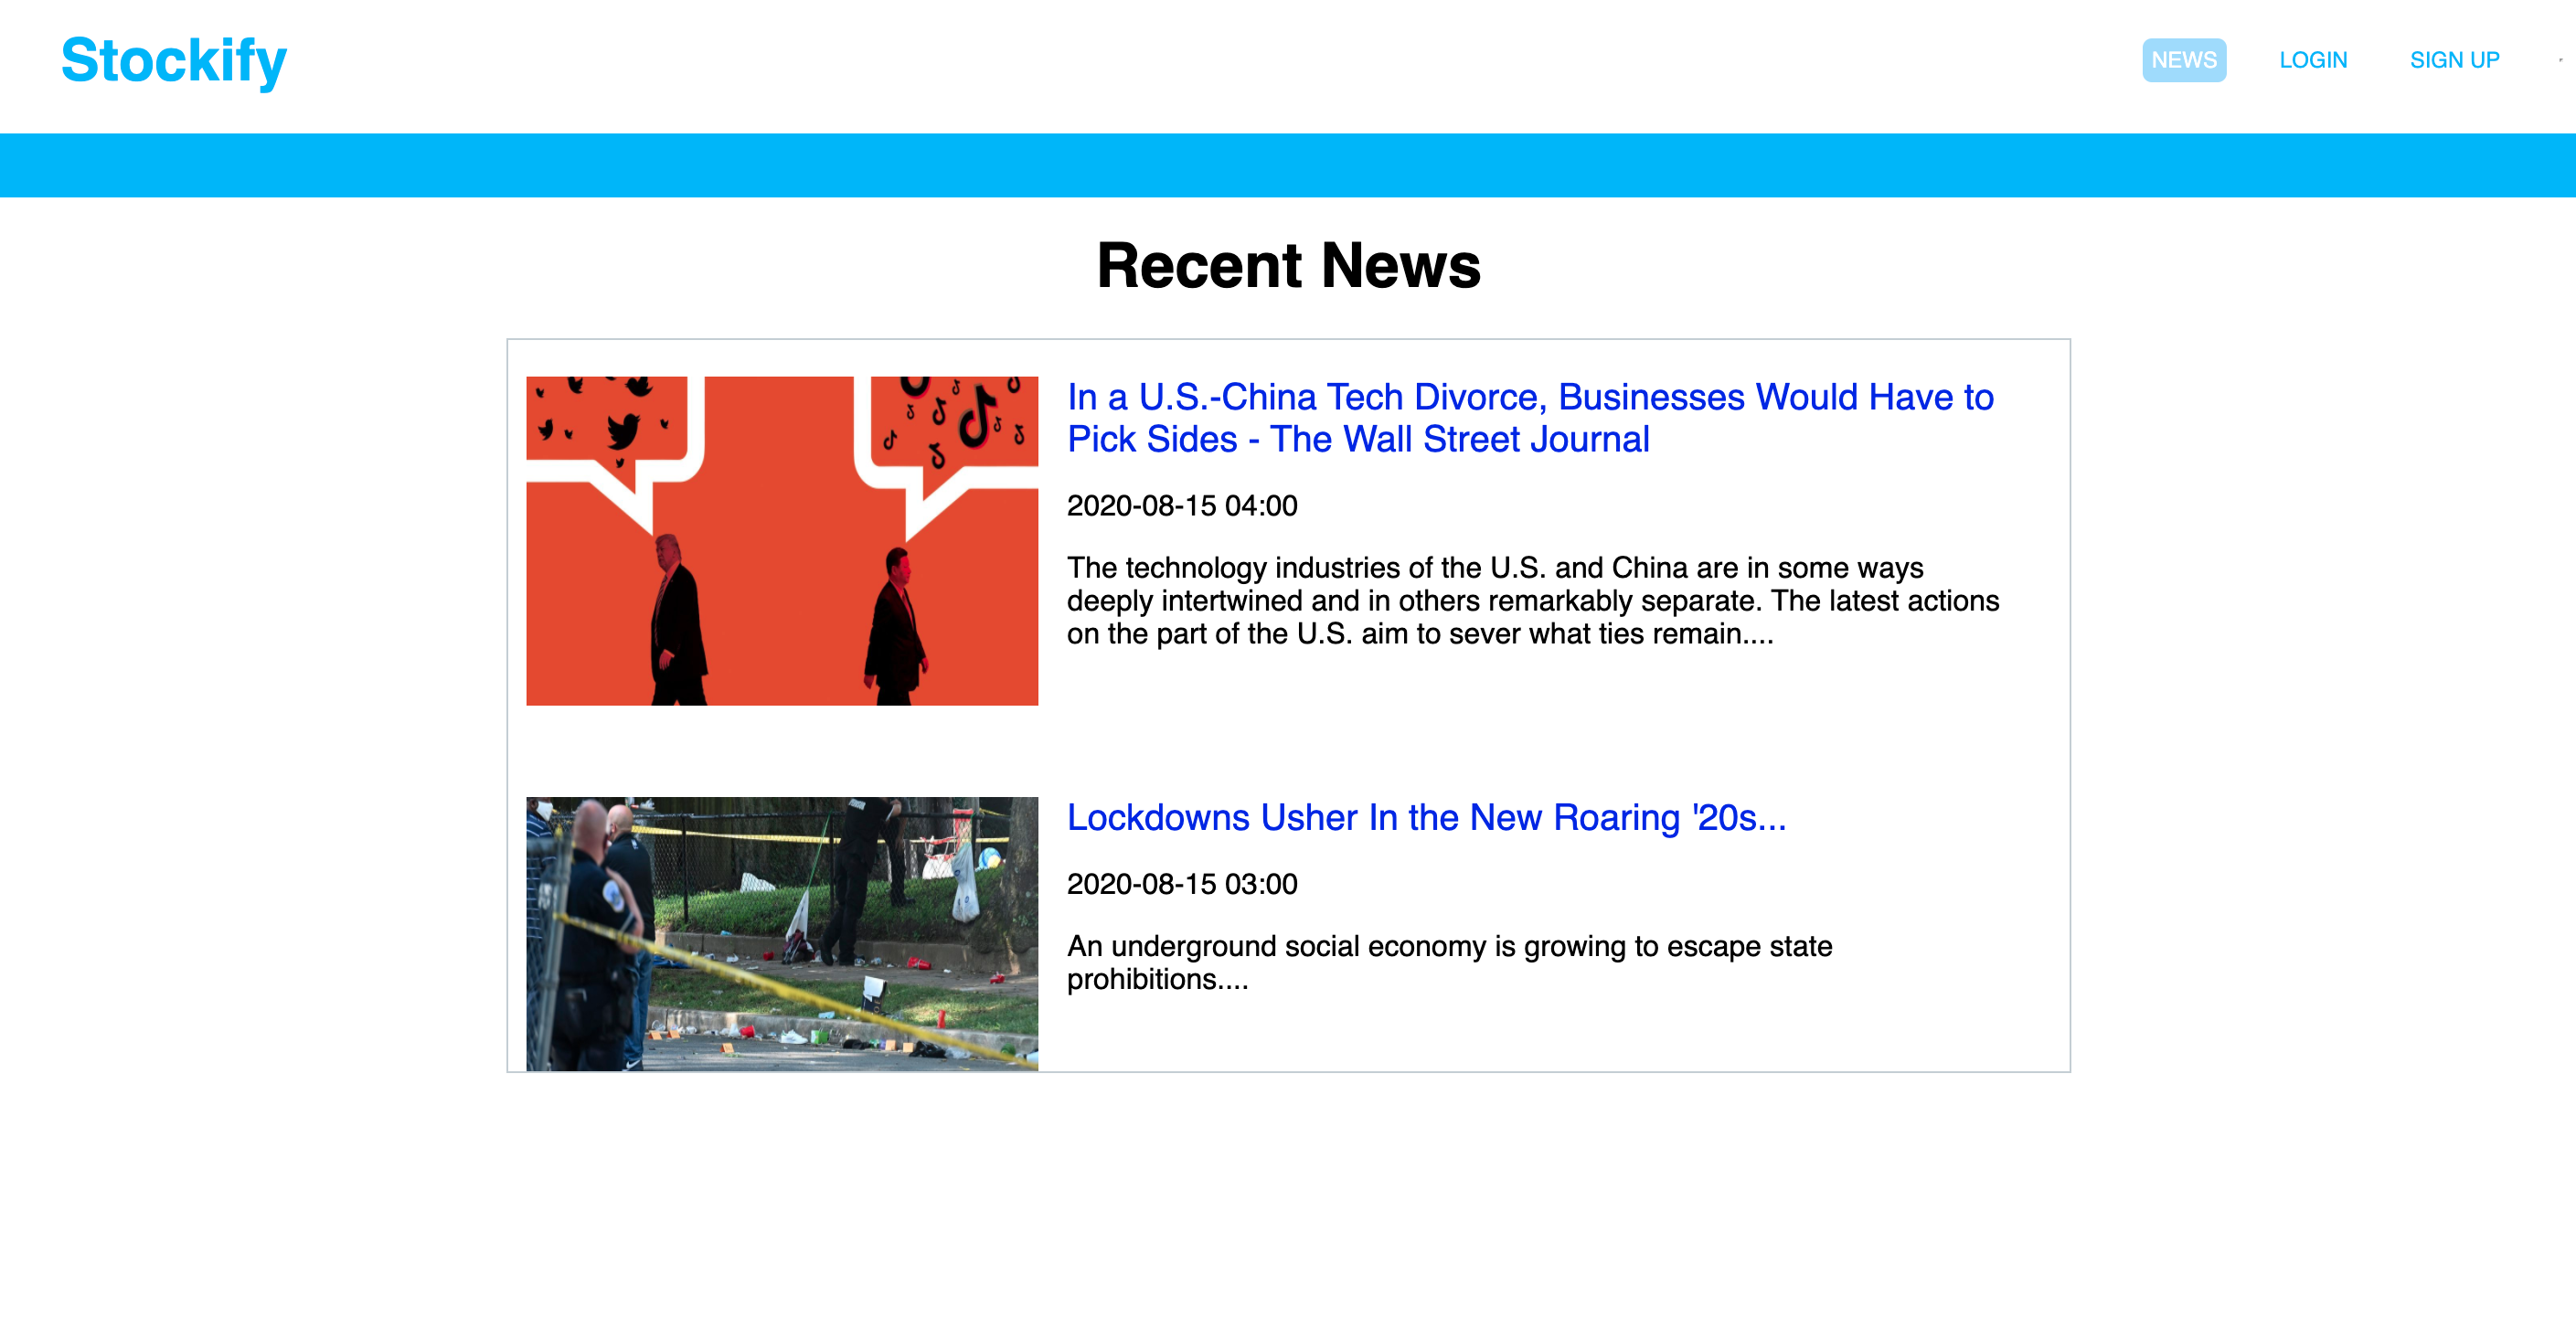 Stockify
NEWS
LOGIN
SIGN UP
Recent News
In a U.S.-China Tech Divorce, Businesses Would Have to
Pick Sides - The Wall Street Journal
2020-08-15 04:00
The technology industries of the U.S. and China are in some ways
deeply intertwined and in others remarkably separate. The latest actions
on the part of the U.S. aim to sever what ties remain....
Lockdowns Usher In the New Roaring '20s...
2020-08-15 03:00
An underground social economy is growing to escape state
prohibitions....